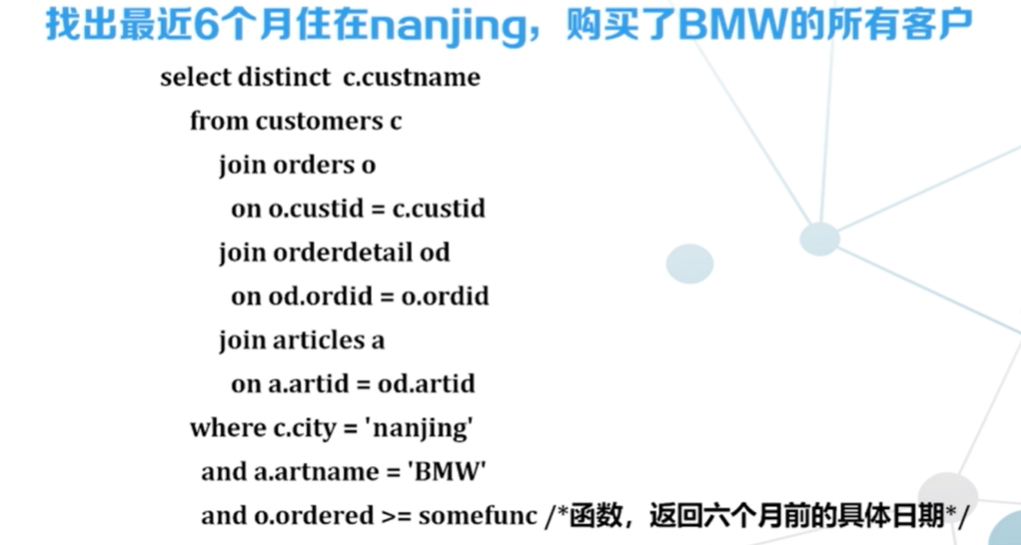 找出最近6个月住在nanjing，购买了BMW的所有客户
select distinct c.custname
from customers c
join orders o
on o.custid = c.custid
join orderdetail od
on od.ordid = o.ordid
join articles a
on a.artid = od.artid
where c.city = 'nanjing'
and a.artname = 'BMW'
and o.ordered >= somefunc /*函数，返回六个月前的具体日期*/